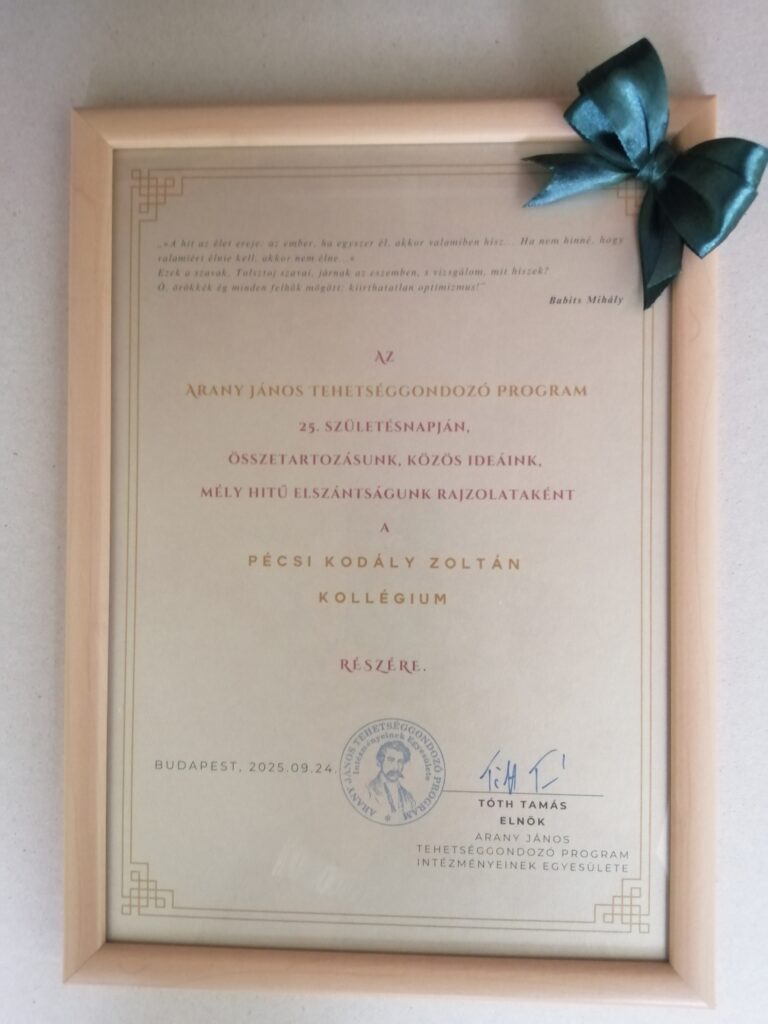 „»A hit az élet ereje: az ember, ha egyszer él, akkor valamiben hisz... Ha nem hinné, hogy
valamiért élnie kell, akkor nem élne...«
Ezek a szavak, Tolsztoj szavai, járnak az eszemben, s vizsgálom, mit hiszek?
Ó, örökkék ég minden felhők mögött: kiirthatatlan optimizmus!”
Babits Mihály
AZ
ARANY JÁNOS TEHETSÉGGONDOZÓ PROGRAM
25. SZÜLETÉSNAPJÁN,
ÖSSZETARTOZÁSUNK, KÖZÖS IDEÁINK,
MÉLY HITŰ ELSZÁNTSÁGUNK RAJZOLATAKÉNT
A
PÉCSI KODÁLY ZOLTÁN
KOLLÉGIUM
RÉSZÉRE.
BUDAPEST, 2025.09.24.
ARANY JÁNOS TEHETSÉGGONDOZÓ PROGRAM
Intézményeinek Egyesülete
Tóth T
TÓTH TAMÁS
ELNÖK
ARANY JÁNOS
TEHETSÉGGONDOZÓ PROGRAM
INTÉZMÉNYEINEK EGYESÜLETE